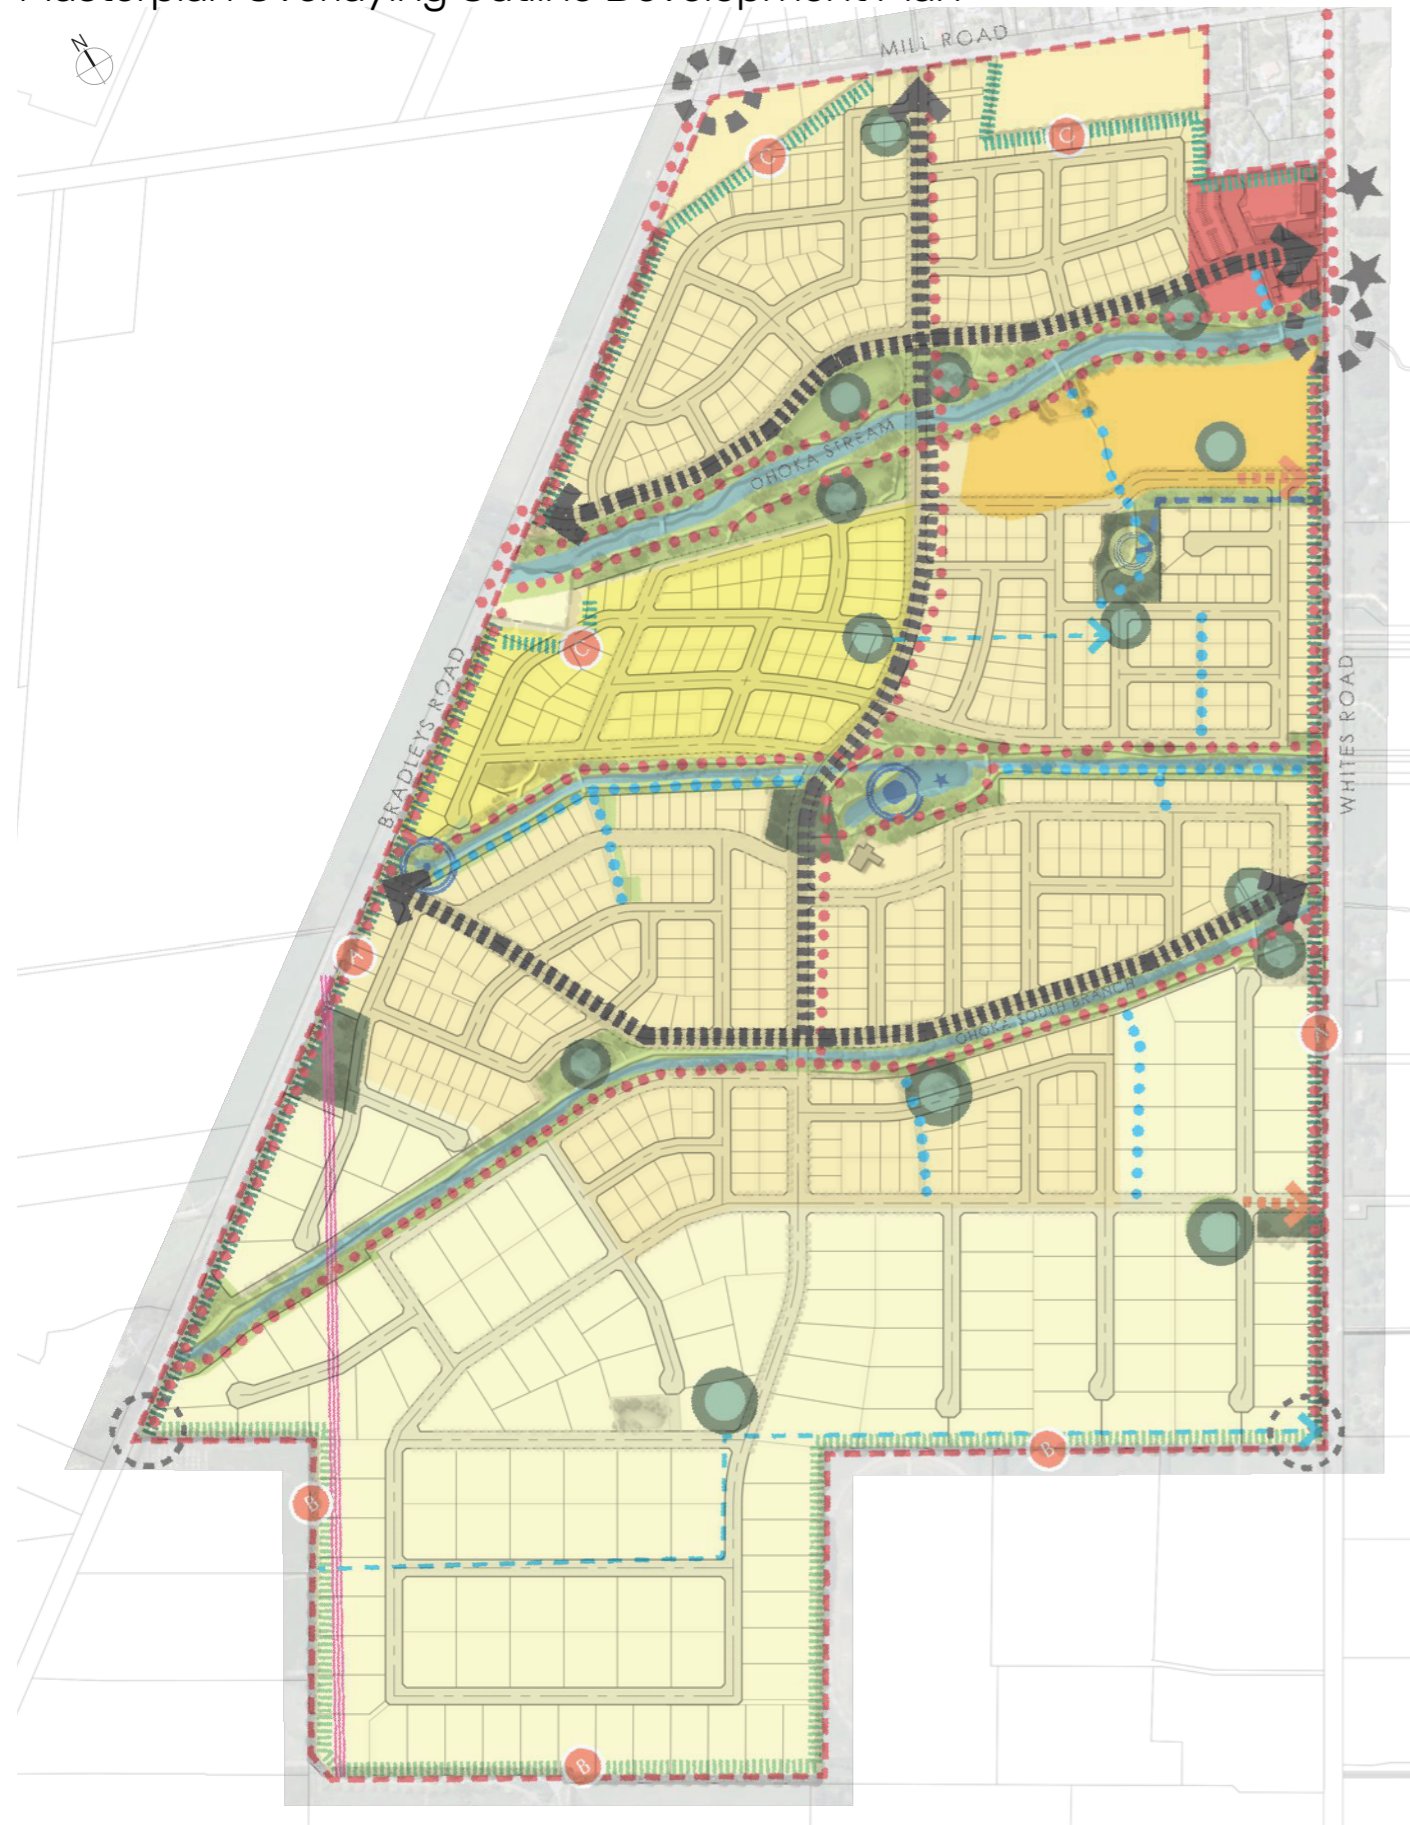 Masterplan Overlaying Outline Development Plan
N
MILL ROAD
C
C
OHOKA STREAM
C
BRADLEYS ROAD
WHITES ROAD
A
OHOKA SOUTH BRANCH
A
B
B
B